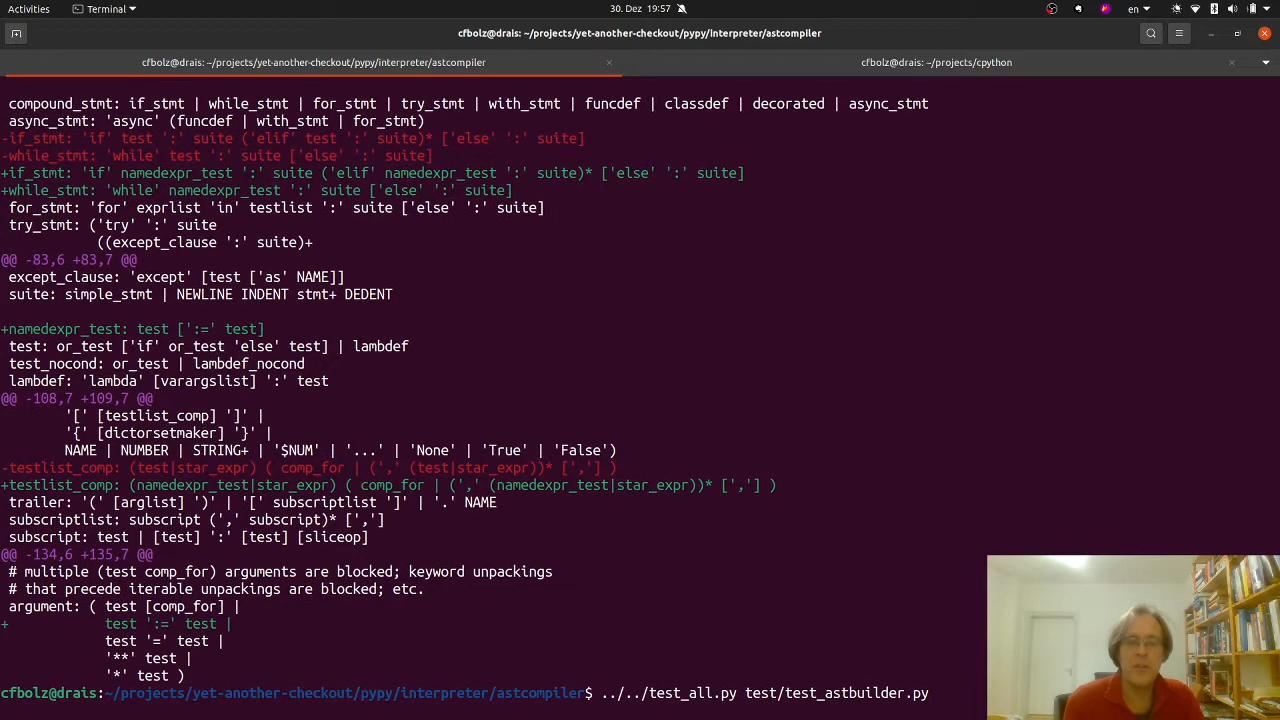 Activities
Terminal
30. Dez 19:57
en
cfbolz@drais: ~/projects/yet-another-checkout/pypy/interpreter/astcompiler
cfbolz@drais: ~/projects/yet-another-checkout/pypy/interpreter/astcompiler
cfbolz@drais: ~/projects/cpython
compound_stmt: if_stmt | while_stmt | for_stmt | try_stmt | with_stmt | funcdef | classdef | decorated | async_stmt
async_stmt: 'async' (funcdef | with_stmt | for_stmt)
-if_stmt: 'if' test ':' suite ('elif' test ':' suite)* ['else' ':' suite]
-while_stmt: 'while' test ':' suite ['else' ':' suite]
+if_stmt: 'if' namedexpr_test ':' suite ('elif' namedexpr_test ':' suite)* ['else' ':' suite]
+while_stmt: 'while' namedexpr_test ':' suite ['else' ':' suite]
for_stmt: 'for' exprlist 'in' testlist ':' suite ['else' ':' suite]
try_stmt: ('try' ':' suite
((except_clause ':' suite)+
@@ -83,6 +83,7 @@
except_clause: 'except' [test ['as' NAME]]
suite: simple_stmt | NEWLINE INDENT stmt+ DEDENT
+namedexpr_test: test [':=' test]
test: or_test ['if' or_test 'else' test] | lambdef
test_nocond: or_test | lambdef_nocond
lambdef: 'lambda' [varargslist] ':' test
@@ -108,7 +109,7 @@
'[' [testlist_comp] ']' |
'{' [dictorsetmaker] '}' |
NAME | NUMBER | STRING+ | '$NUM' | '...' | 'None' | 'True' | 'False')
-testlist_comp: (test|star_expr) ( comp_for | (',' (test|star_expr))* [','] )
+testlist_comp: (namedexpr_test|star_expr) ( comp_for | (',' (namedexpr_test|star_expr))* [','] )
trailer: '(' [arglist] ')' | '[' subscriptlist ']' | '.' NAME
subscriptlist: subscript (',' subscript)* [',']
subscript: test | [test] ':' [test] [sliceop]
@@ -134,6 +135,7 @@
# multiple (test comp_for) arguments are blocked; keyword unpackings
# that precede iterable unpackings are blocked; etc.
argument: ( test [comp_for] |
+ test ':=' test |
test '=' test |
'**' test |
'*' test )
cfbolz@drais:~/projects/yet-another-checkout/pypy/interpreter/astcompiler$ ../../test_all.py test/test_astbuilder.py